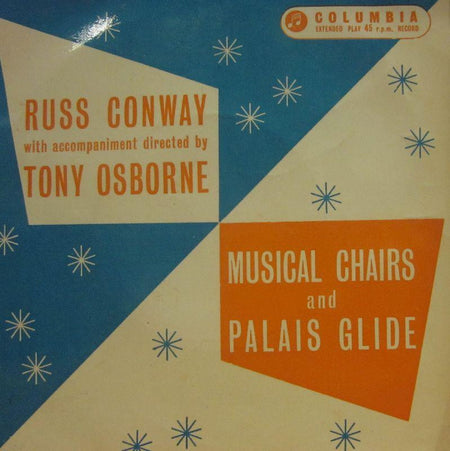 COLUMBIA
EXTENDED PLAY 45 r.p.m. RECORD
RUSS CONWAY
with accompaniment directed by
TONY OSBORNE
MUSICAL CHAIRS
and
PALAIS GLIDE